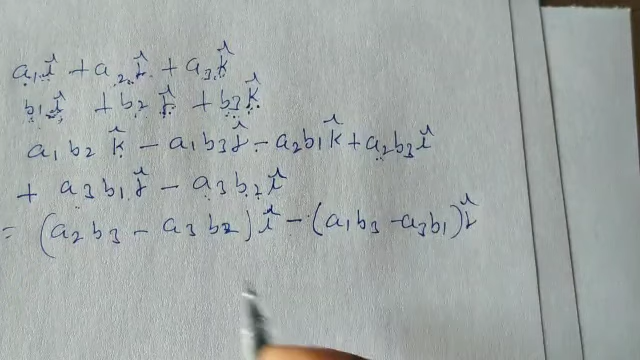 a₁î + a₂ĵ + a₃k̂
b₁î + b₂ĵ + b₃k̂
a₁b₂k̂ − a₁b₃ĵ − a₂b₁k̂ + a₂b₃î
+ a₃b₁ĵ − a₃b₂î
= (a₂b₃ − a₃b₂)î − (a₁b₃ − a₃b₁)ĵ